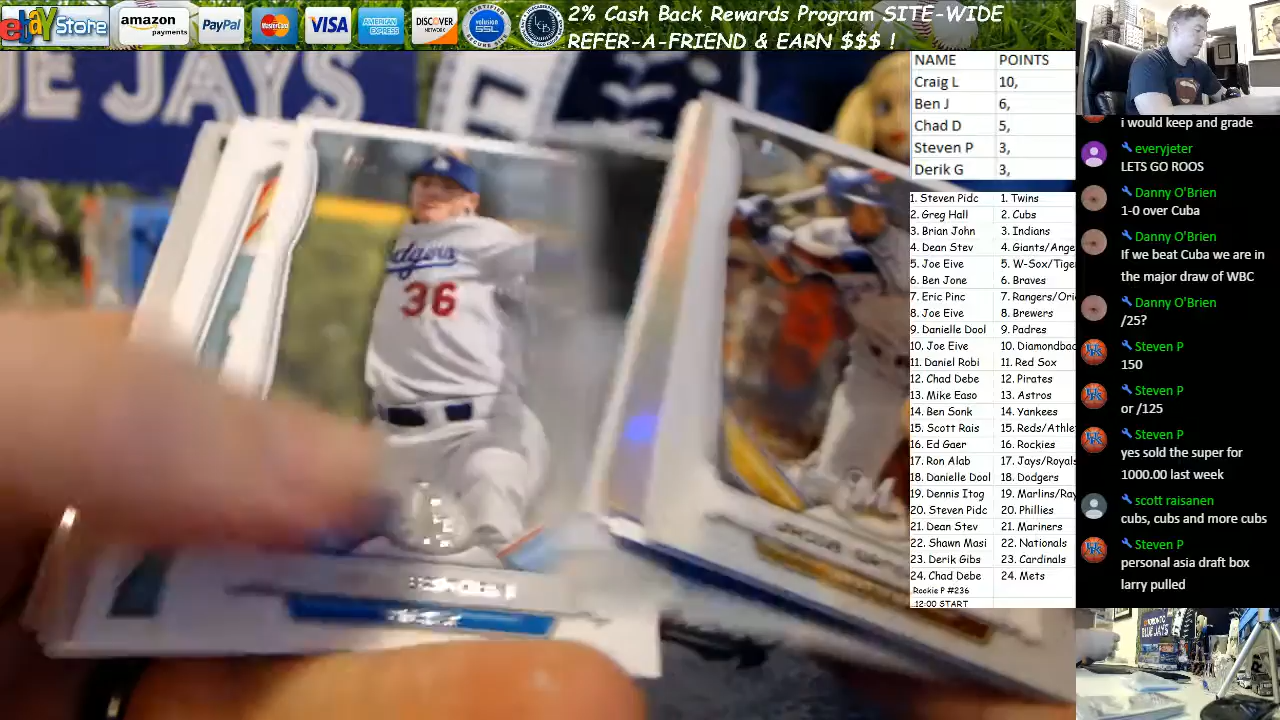 ebay Store
amazon
payments
PayPal
MasterCard
VISA
AMERICAN
EXPRESS
DISCOVER
NETWORK
volusion
SSL
2% Cash Back Rewards Program SITE-WIDE
REFER-A-FRIEND & EARN $$$ !
NAME POINTS
Craig L 10,
Ben J 6,
Chad D 5,
Steven P 3,
Derik G 3,
1. Steven Pidc 1. Twins
2. Greg Hall 2. Cubs
3. Brian John 3. Indians
4. Dean Stev 4. Giants/Ange
5. Joe Eive 5. W-Sox/Tige
6. Ben Jone 6. Braves
7. Eric Pinc 7. Rangers/Ori
8. Joe Eive 8. Brewers
9. Danielle Dool 9. Padres
10. Joe Eive 10. Diamondbac
11. Daniel Robi 11. Red Sox
12. Chad Debe 12. Pirates
13. Mike Easo 13. Astros
14. Ben Sonk 14. Yankees
15. Scott Rais 15. Reds/Athle
16. Ed Gaer 16. Rockies
17. Ron Alab 17. Jays/Royals
18. Danielle Dool 18. Dodgers
19. Dennis Itog 19. Marlins/Ray
20. Steven Pidc 20. Phillies
21. Dean Stev 21. Mariners
22. Shawn Masi 22. Nationals
23. Derik Gibs 23. Cardinals
24. Chad Debe 24. Mets
Rookie P #236
12:00 START
i would keep and grade
everyjeter
LETS GO ROOS
Danny O'Brien
1-0 over Cuba
Danny O'Brien
If we beat Cuba we are in
the major draw of WBC
Danny O'Brien
/25?
Steven P
150
Steven P
or /125
Steven P
yes sold the super for
1000.00 last week
scott raisanen
cubs, cubs and more cubs
Steven P
personal asia draft box
larry pulled
UE JAYS
Dodgers
36